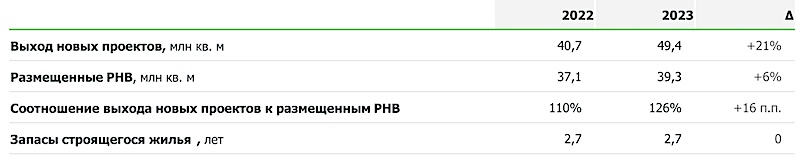 2022 2023 Δ
Выход новых проектов, млн кв. м 40,7 49,4 +21%
Размещенные РНВ, млн кв. м 37,1 39,3 +6%
Соотношение выхода новых проектов к размещенным РНВ 110% 126% +16 п.п.
Запасы строящегося жилья , лет 2,7 2,7 0